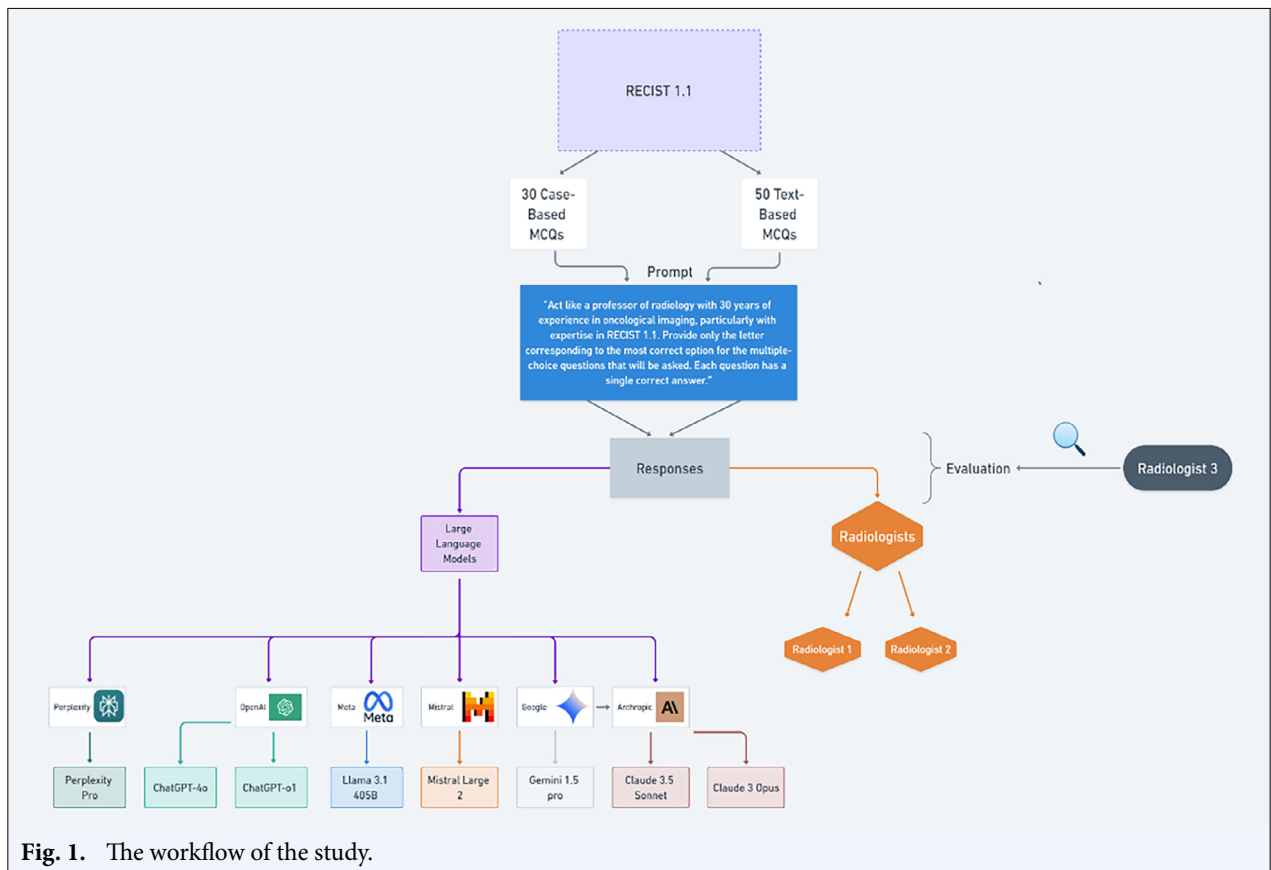 RECIST 1.1
30 Case-
Based
MCQs
50 Text-
Based
MCQs
Prompt
"Act like a professor of radiology with 30 years of
experience in oncological imaging, particularly with
expertise in RECIST 1.1. Provide only the letter
corresponding to the most correct option for the multiple-
choice questions that will be asked. Each question has a
single correct answer."
Responses
Evaluation
Radiologist 3
Large
Language
Models
Radiologists
Radiologist 1
Radiologist 2
Perplexity
OpenAI
Meta
Meta
Mistral
Google
Anthropic
A\
Perplexity
Pro
ChatGPT-4o
ChatGPT-o1
Llama 3.1
405B
Mistral Large
2
Gemini 1.5
pro
Claude 3.5
Sonnet
Claude 3 Opus
Fig. 1. The workflow of the study.